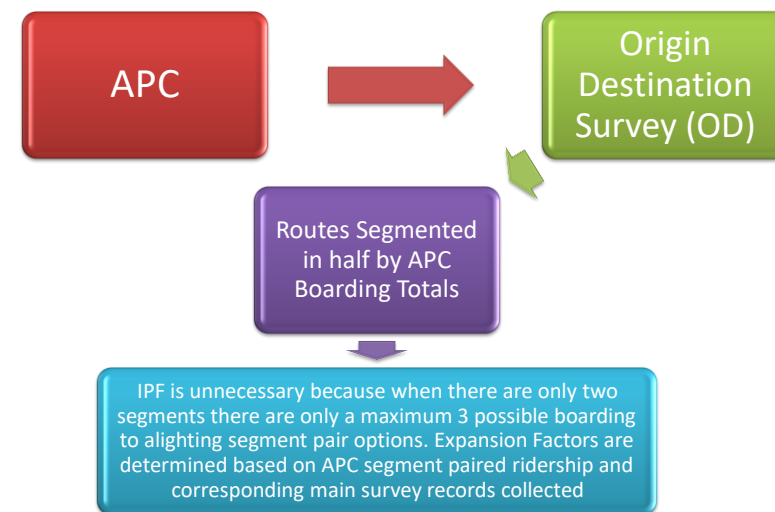 APC
Origin
Destination
Survey (OD)
Routes Segmented
in half by APC
Boarding Totals
IPF is unnecessary because when there are only two
segments there are only a maximum 3 possible boarding
to alighting segment pair options. Expansion Factors are
determined based on APC segment paired ridership and
corresponding main survey records collected